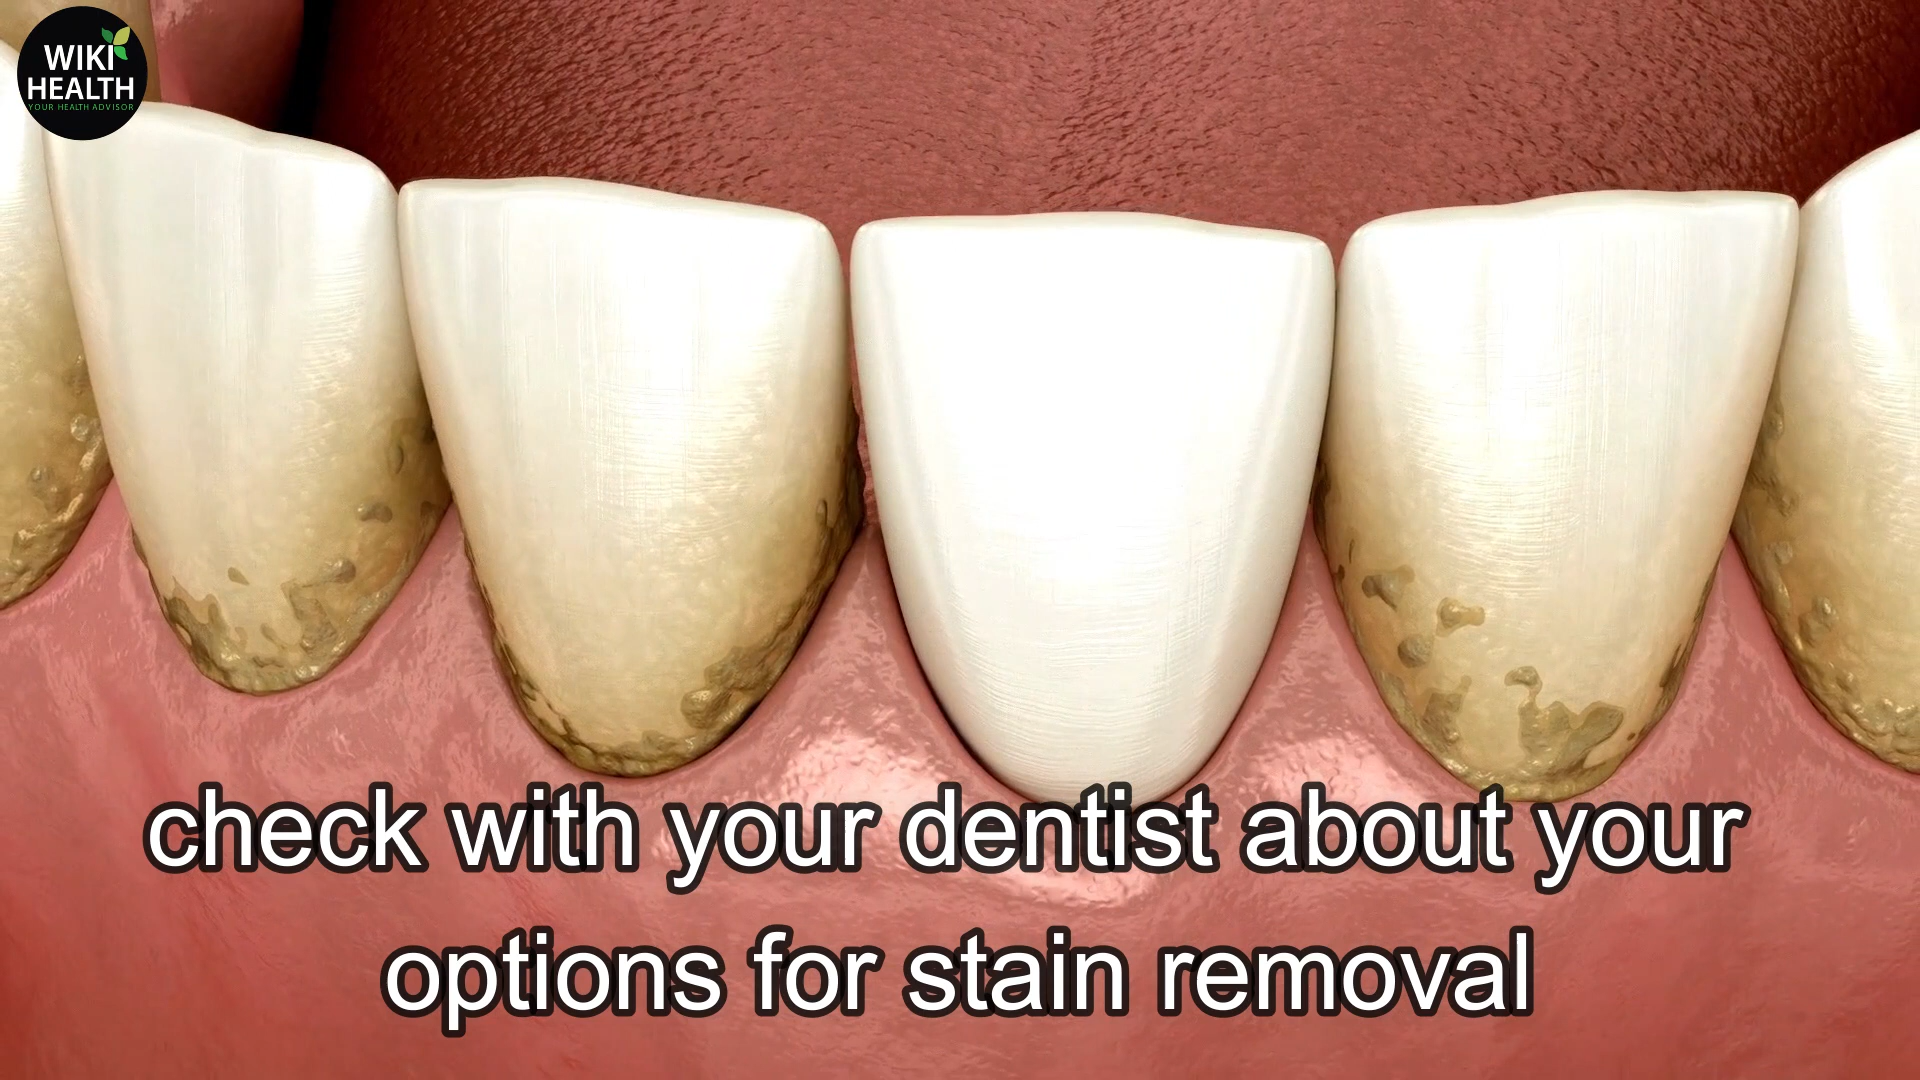 WIKI
HEALTH
YOUR HEALTH ADVISOR
check with your dentist about your
options for stain removal